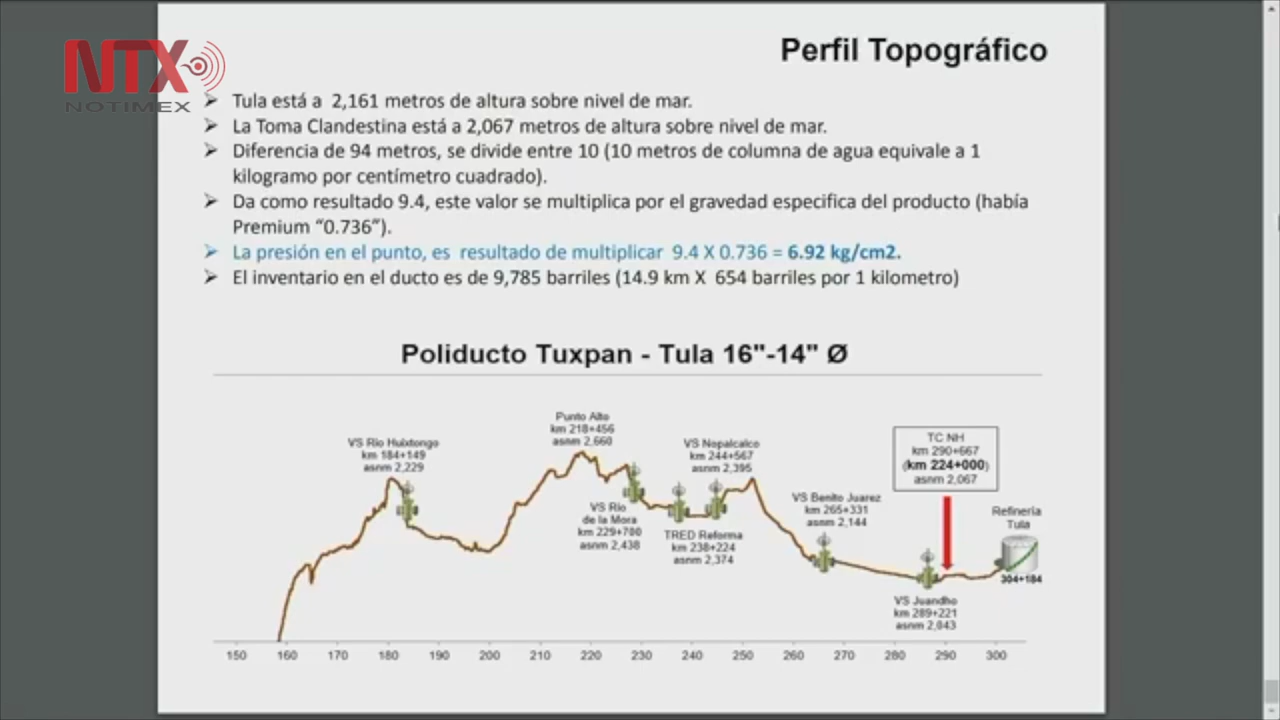 NTX
NOTIMEX
Perfil Topográfico
Tula está a 2,161 metros de altura sobre nivel de mar.
La Toma Clandestina está a 2,067 metros de altura sobre nivel de mar.
Diferencia de 94 metros, se divide entre 10 (10 metros de columna de agua equivale a 1
kilogramo por centímetro cuadrado).
Da como resultado 9.4, este valor se multiplica por el gravedad especifica del producto (había
Premium "0.736").
La presión en el punto, es resultado de multiplicar 9.4 X 0.736 = 6.92 kg/cm2.
El inventario en el ducto es de 9,785 barriles (14.9 km X 654 barriles por 1 kilometro)
Poliducto Tuxpan - Tula 16"-14" Ø
VS Río Huixtongo
km 184+149
asnm 2,229
Punto Alto
km 218+456
asnm 2,660
VS Río
de la Mora
km 229+780
asnm 2,438
VS Nopalcalco
km 244+567
asnm 2,395
TRED Reforma
km 238+224
asnm 2,374
VS Benito Juarez
km 265+331
asnm 2,144
TC NH
km 290+667
(km 224+000)
asnm 2,067
VS Juandho
km 289+221
asnm 2,043
Refinería
Tula
304+184
150 160 170 180 190 200 210 220 230 240 250 260 270 280 290 300